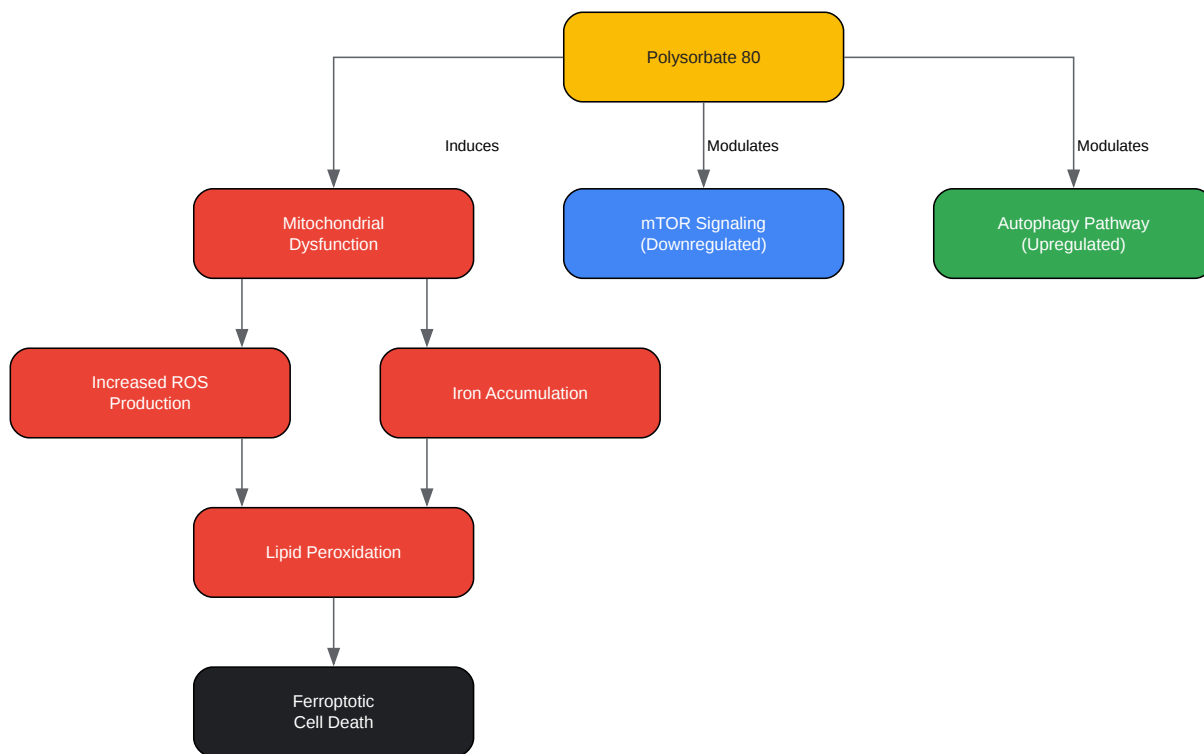 Polysorbate 80
Induces
Modulates
Modulates
Mitochondrial
Dysfunction
mTOR Signaling
(Downregulated)
Autophagy Pathway
(Upregulated)
Increased ROS
Production
Iron Accumulation
Lipid Peroxidation
Ferroptotic
Cell Death